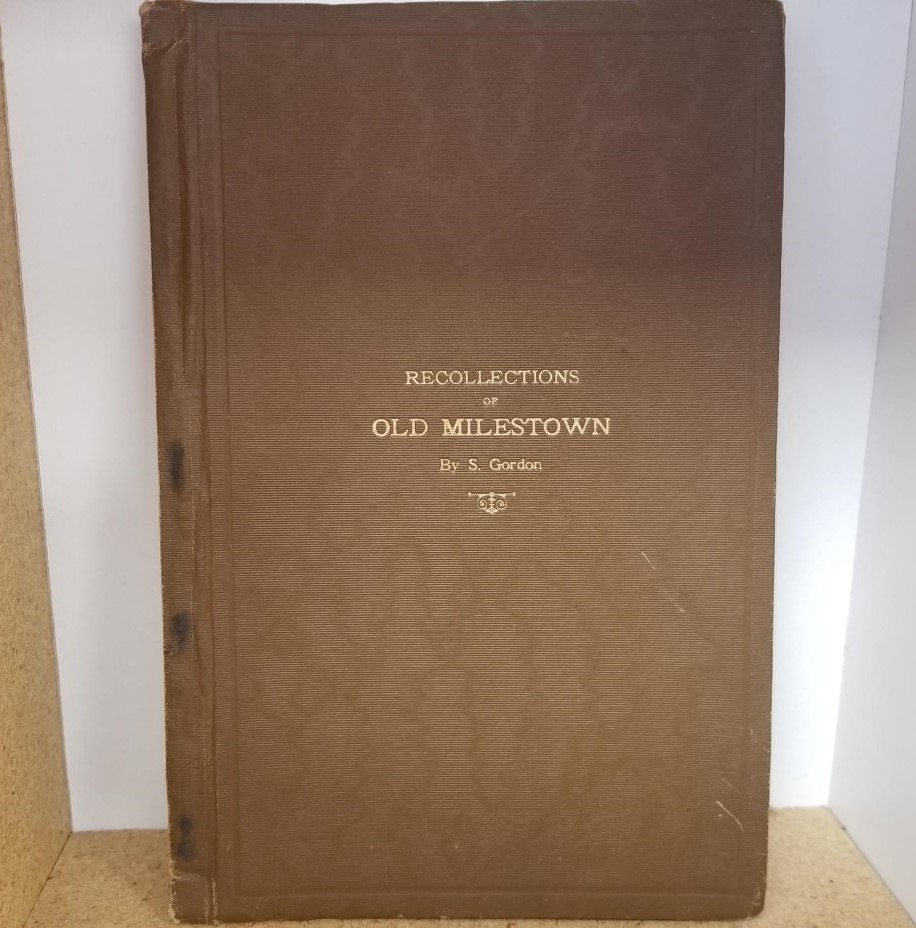 RECOLLECTIONS
OF
OLD MILESTOWN
By S. Gordon